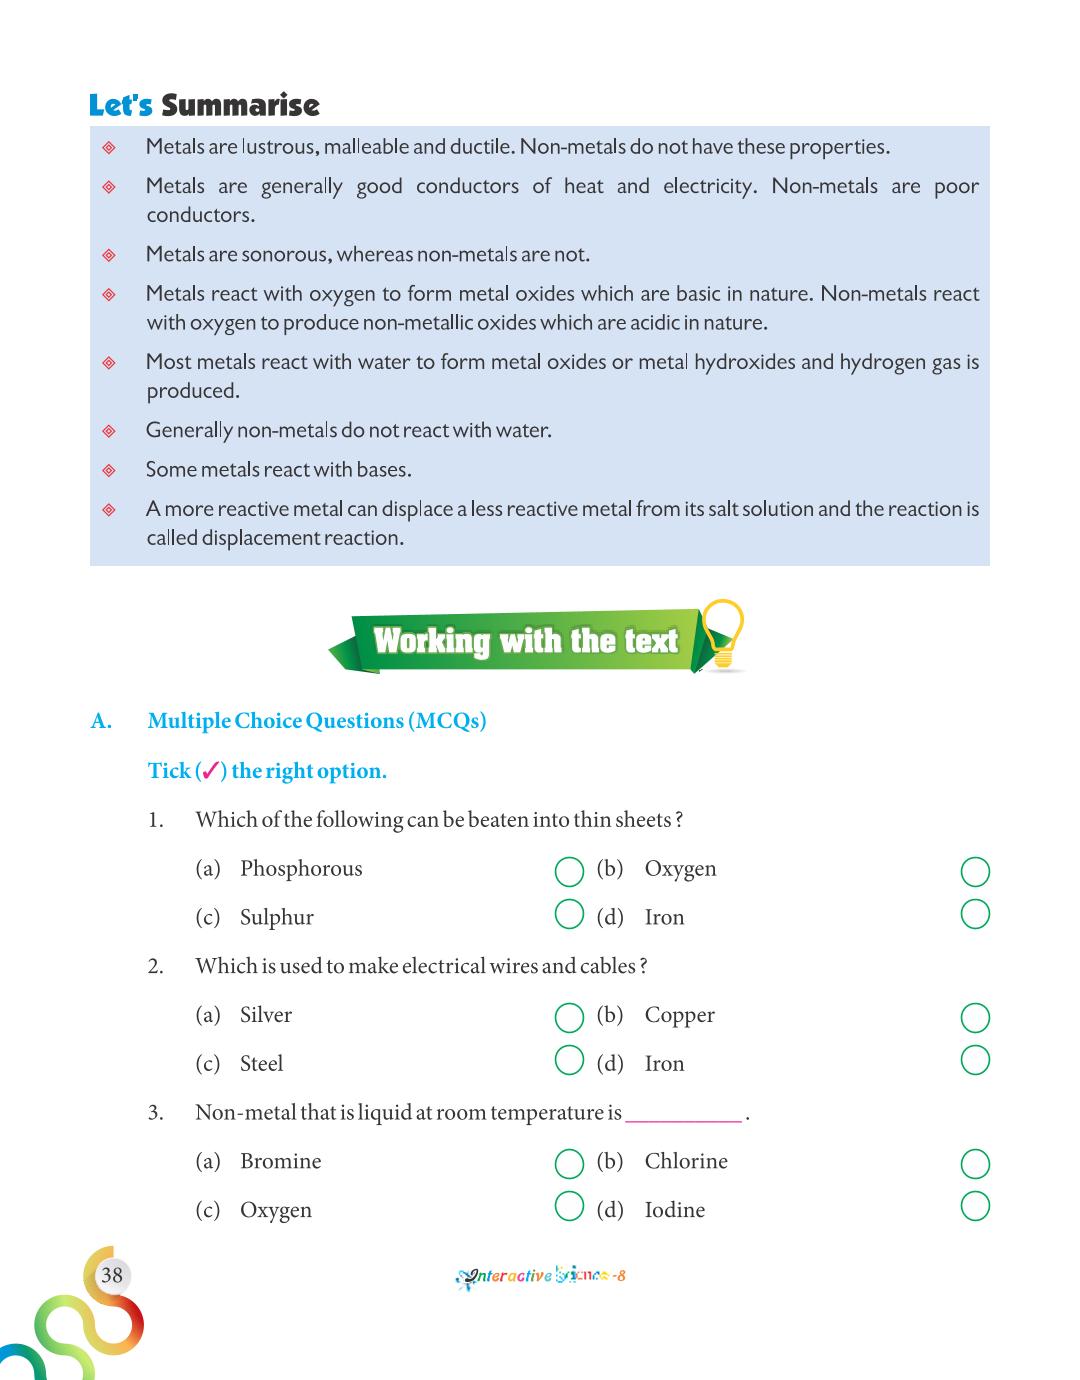 Let's Summarise
Metals are lustrous, malleable and ductile. Non-metals do not have these properties.
Metals are generally good conductors of heat and electricity. Non-metals are poor
conductors.
Metals are sonorous, whereas non-metals are not.
Metals react with oxygen to form metal oxides which are basic in nature. Non-metals react
with oxygen to produce non-metallic oxides which are acidic in nature.
Most metals react with water to form metal oxides or metal hydroxides and hydrogen gas is
produced.
Generally non-metals do not react with water.
Some metals react with bases.
A more reactive metal can displace a less reactive metal from its salt solution and the reaction is
called displacement reaction.
Working with the text
A. Multiple Choice Questions (MCQs)
Tick (✓) the right option.
1. Which of the following can be beaten into thin sheets ?
(a) Phosphorous (b) Oxygen
(c) Sulphur (d) Iron
2. Which is used to make electrical wires and cables ?
(a) Silver (b) Copper
(c) Steel (d) Iron
3. Non-metal that is liquid at room temperature is __________ .
(a) Bromine (b) Chlorine
(c) Oxygen (d) Iodine
38
Interactive Science-8